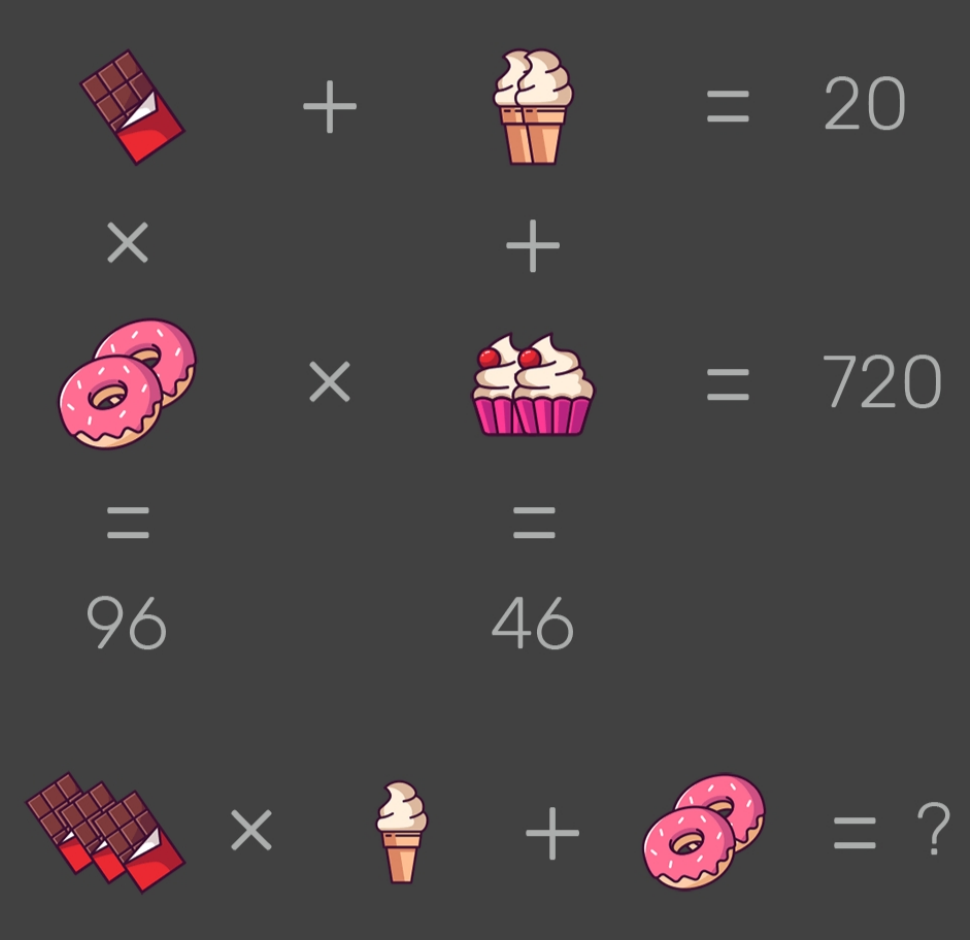 + = 20
× +
× = 720
= =
96 46
× + = ?